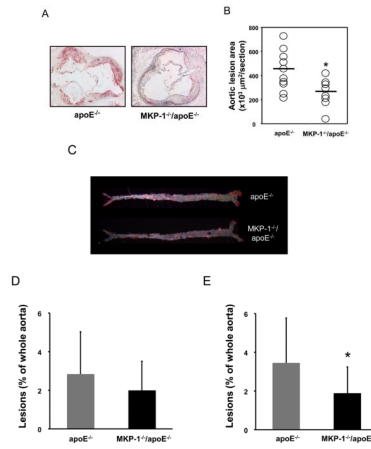 A
apoE-/-
MKP-1-/-/apoE-/-
B
Aortic lesion area
(x10³ μm²/section)
800
600
400
200
0
*
apoE-/-
MKP-1-/-/apoE-/-
C
apoE-/-
MKP-1-/-/
apoE-/-
D
Lesions (% of whole aorta)
6
4
2
0
apoE-/-
MKP-1-/-/apoE-/-
E
Lesions (% of whole aorta)
6
4
2
0
*
apoE-/-
MKP-1-/-/apoE